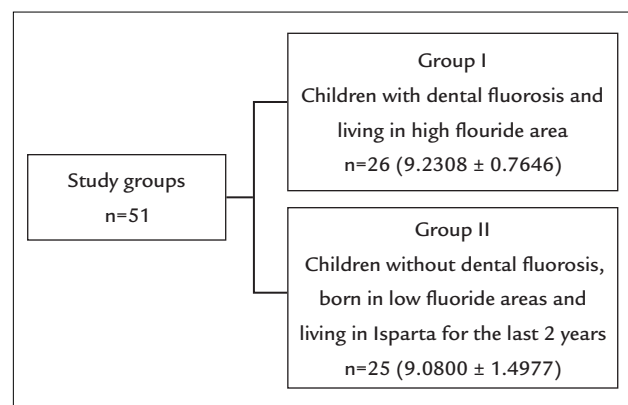 Study groups
n=51
Group I
Children with dental fluorosis and
living in high flouride area
n=26 (9.2308 ± 0.7646)
Group II
Children without dental fluorosis,
born in low fluoride areas and
living in Isparta for the last 2 years
n=25 (9.0800 ± 1.4977)